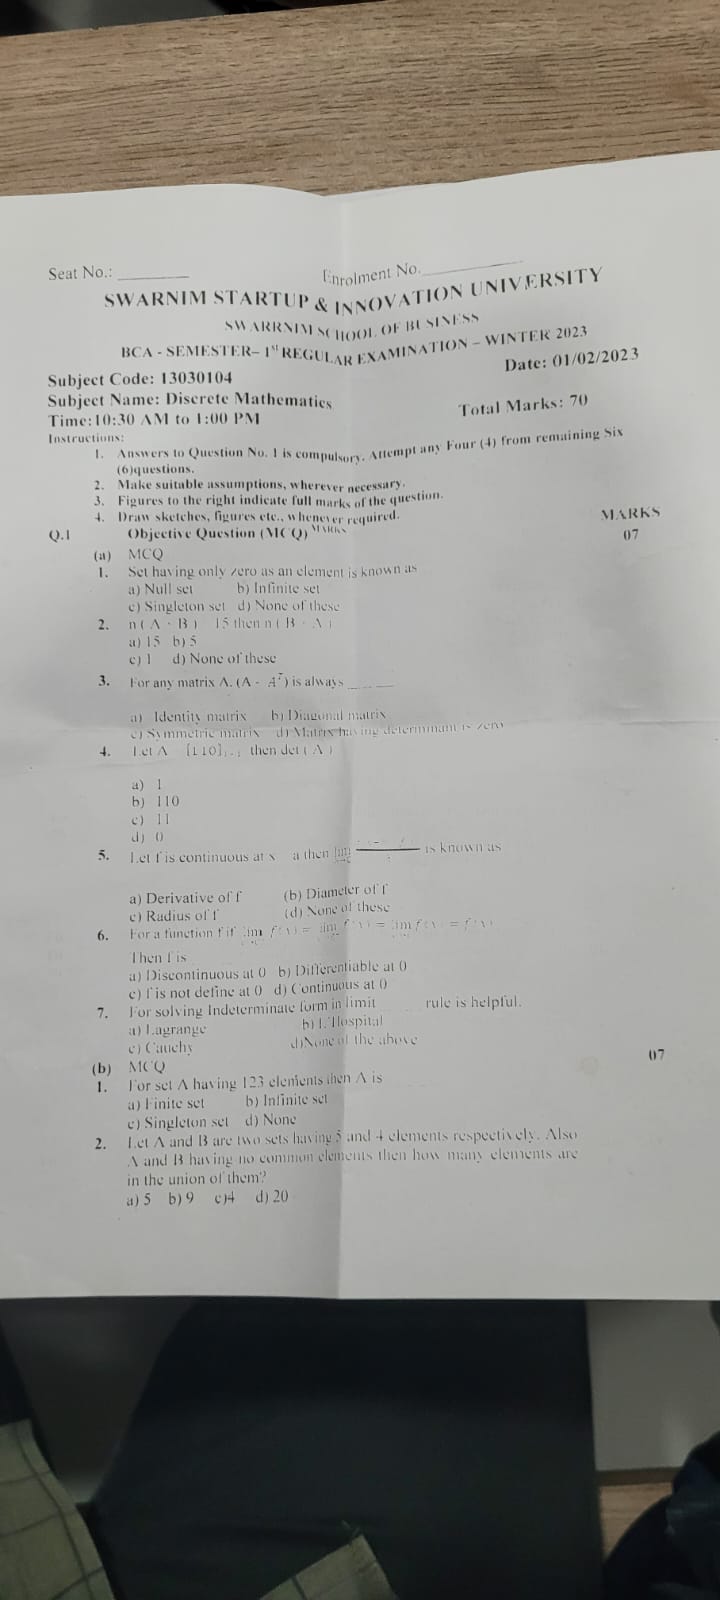 Seat No.: ________ Enrolment No.____________
SWARNIM STARTUP & INNOVATION UNIVERSITY
SWARRNIM SCHOOL OF BUSINESS
BCA - SEMESTER– 1st REGULAR EXAMINATION – WINTER 2023
Subject Code: 13030104 Date: 01/02/2023
Subject Name: Discrete Mathematics
Time:10:30 AM to 1:00 PM Total Marks: 70
Instructions:
1. Answers to Question No. 1 is compulsory. Attempt any Four (4) from remaining Six
(6)questions.
2. Make suitable assumptions, wherever necessary.
3. Figures to the right indicate full marks of the question.
4. Draw sketches, figures etc., whenever required.
MARKS
Q.1 Objective Question (MCQ) MARKS 07
(a) MCQ
1. Set having only zero as an element is known as
a) Null set b) Infinite set
c) Singleton set d) None of these
2. n ( A B ) 15 then n ( B A )
a) 15 b) 5
c) 1 d) None of these
3. For any matrix A. (A - A^T) is always ______
a) Identity matrix b) Diagonal matrix
c) Symmetric matrix d) Matrix having determinant is zero
4. Let A [110] then det ( A )
a) 1
b) 110
c) 11
d) 0
5. Let f is continuous at x a then lim is known as
a) Derivative of f (b) Diameter of f
c) Radius of f (d) None of these
6. For a function f if lim f(x) = lim f(x) = lim f(x) = f(x)
Then f is
a) Discontinuous at 0 b) Differentiable at 0
c) f is not define at 0 d) Continuous at 0
7. For solving Indeterminate form in limit rule is helpful.
a) Lagrange b) L'Hospital
c) Cauchy d)None of the above
(b) MCQ 07
1. For set A having 123 elements then A is
a) Finite set b) Infinite set
c) Singleton set d) None
2. Let A and B are two sets having 5 and 4 elements respectively. Also
A and B having no common elements then how many elements are
in the union of them?
a) 5 b) 9 c)4 d) 20